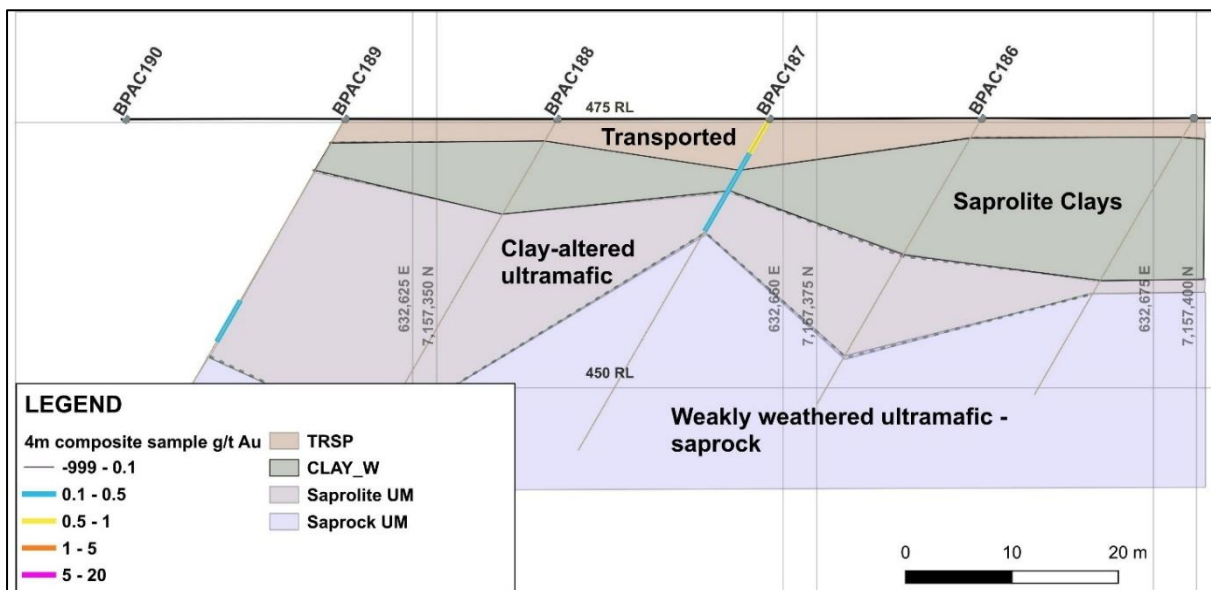 BPAC190
BPAC189
BPAC188
BPAC187
BPAC186
475 RL
Transported
Saprolite Clays
Clay-altered
ultramafic
632,625 E
7,157,350 N
632,650 E
7,157,375 N
632,675 E
7,157,400 N
450 RL
Weakly weathered ultramafic -
saprock
LEGEND
4m composite sample g/t Au
-999 - 0.1
0.1 - 0.5
0.5 - 1
1 - 5
5 - 20
TRSP
CLAY_W
Saprolite UM
Saprock UM
0 10 20 m